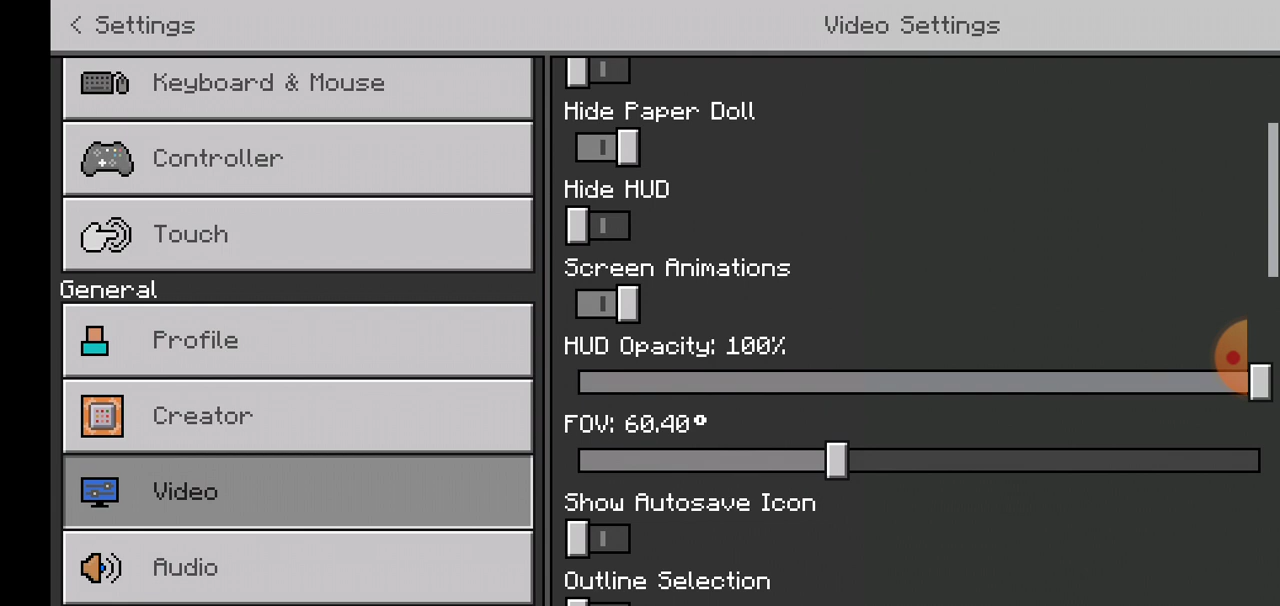 Settings
Video Settings
Keyboard & Mouse
Controller
Touch
General
Profile
Creator
Video
Audio
Hide Paper Doll
Hide HUD
Screen Animations
HUD Opacity: 100%
FOV: 60.40°
Show Autosave Icon
Outline Selection